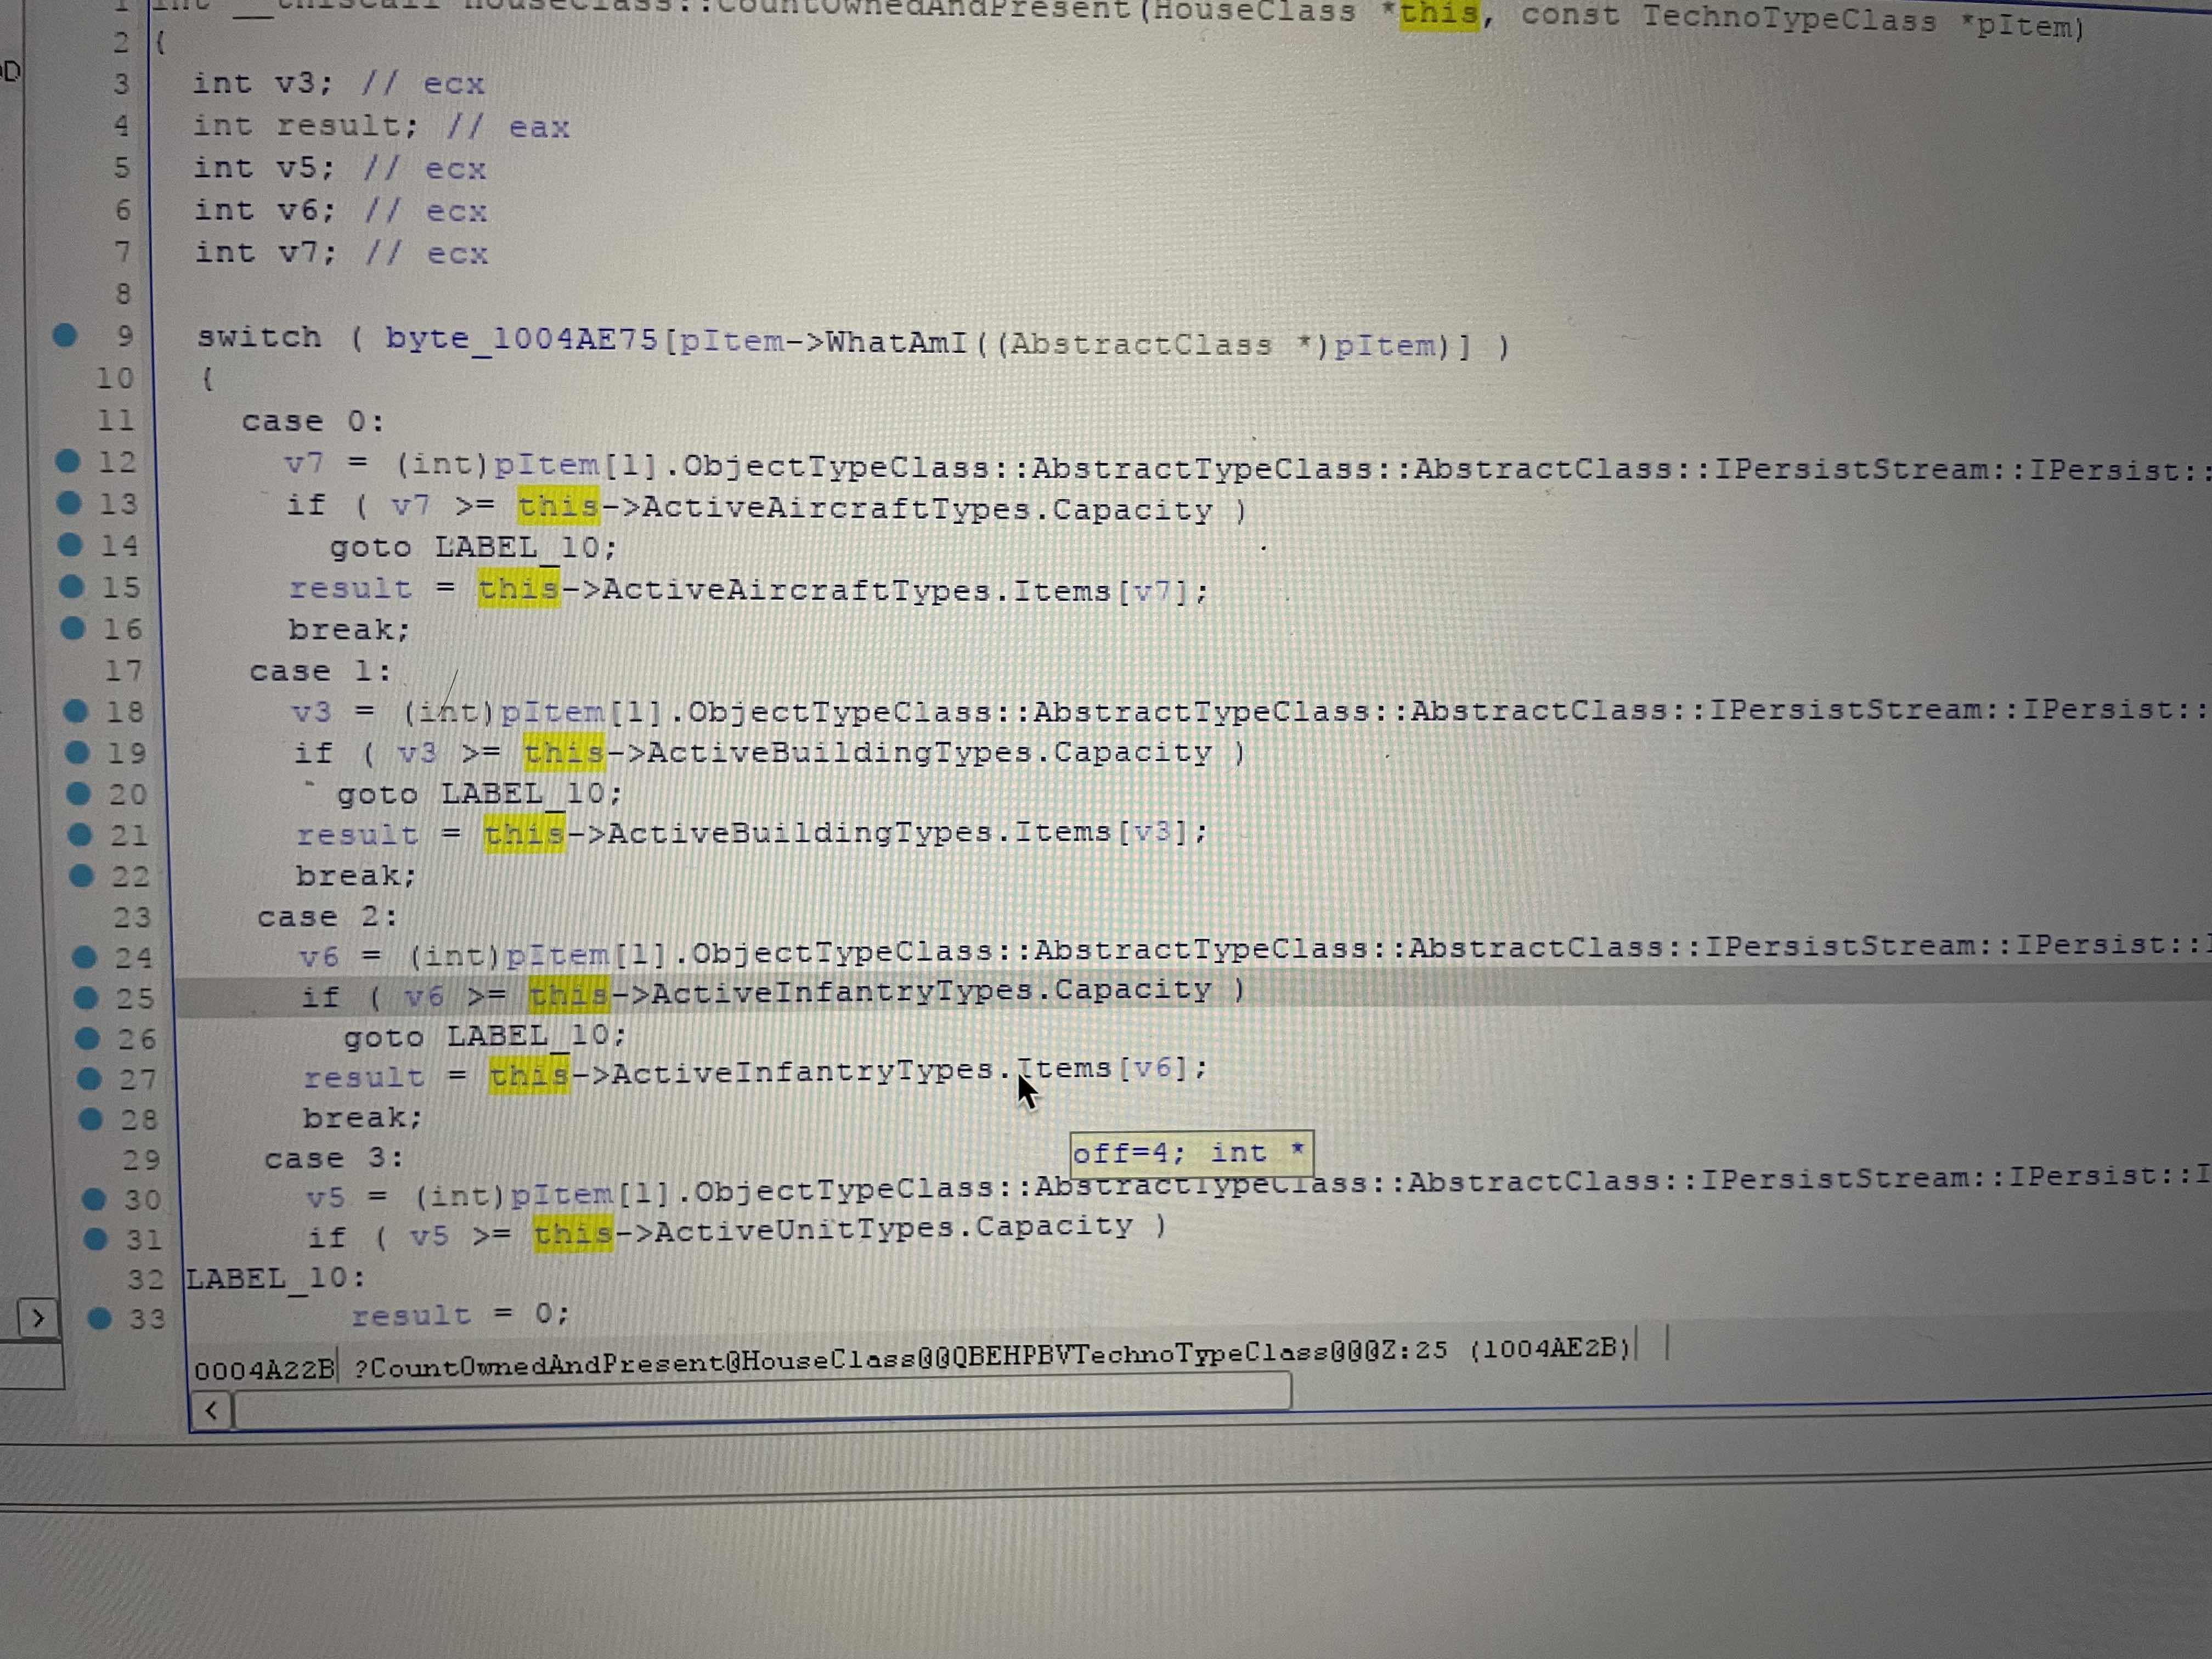 1 int __thiscall HouseClass::CountOwnedAndPresent(HouseClass *this, const TechnoTypeClass *pItem)
2 {
3 int v3; // ecx
4 int result; // eax
5 int v5; // ecx
6 int v6; // ecx
7 int v7; // ecx
8
9 switch ( byte_1004AE75[pItem->WhatAmI((AbstractClass *)pItem)] )
10 {
11 case 0:
12 v7 = (int)pItem[1].ObjectTypeClass::AbstractTypeClass::AbstractClass::IPersistStream::IPersist::
13 if ( v7 >= this->ActiveAircraftTypes.Capacity )
14 goto LABEL_10;
15 result = this->ActiveAircraftTypes.Items[v7];
16 break;
17 case 1:
18 v3 = (int)pItem[1].ObjectTypeClass::AbstractTypeClass::AbstractClass::IPersistStream::IPersist::
19 if ( v3 >= this->ActiveBuildingTypes.Capacity )
20 goto LABEL_10;
21 result = this->ActiveBuildingTypes.Items[v3];
22 break;
23 case 2:
24 v6 = (int)pItem[1].ObjectTypeClass::AbstractTypeClass::AbstractClass::IPersistStream::IPersist::I
25 if ( v6 >= this->ActiveInfantryTypes.Capacity )
26 goto LABEL_10;
27 result = this->ActiveInfantryTypes.Items[v6];
28 break;
off=4; int *
29 case 3:
30 v5 = (int)pItem[1].ObjectTypeClass::AbstractTypeClass::AbstractClass::IPersistStream::IPersist::I
31 if ( v5 >= this->ActiveUnitTypes.Capacity )
32 LABEL_10:
33 result = 0;
0004A22B ?CountOwnedAndPresent@HouseClass@@QBEHPBVTechnoTypeClass@@@Z:25 (1004AE2B)